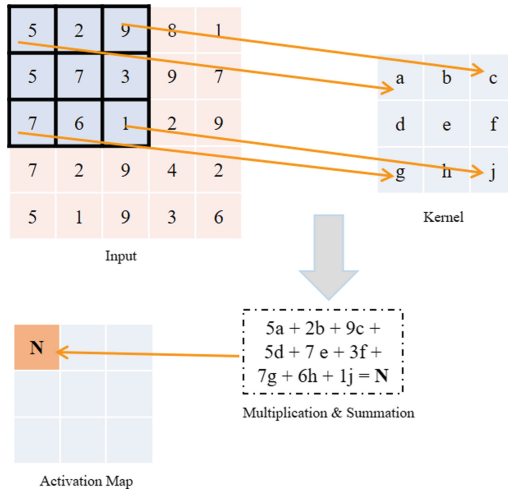 5 2 9 8 1
5 7 3 9 7
7 6 1 2 9
7 2 9 4 2
5 1 9 3 6
Input
a b c
d e f
g h j
Kernel
5a + 2b + 9c +
5d + 7 e + 3f +
7g + 6h + 1j = N
Multiplication & Summation
N
Activation Map